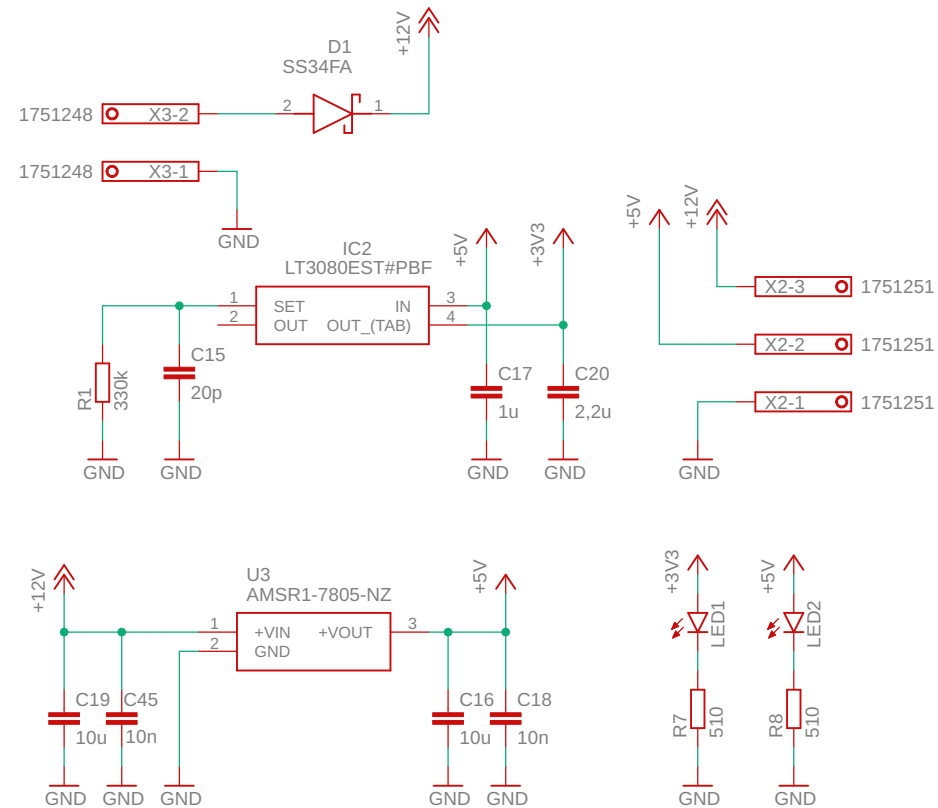 +12V
D1
SS34FA
2
1
1751248
X3-2
1751248
X3-1
GND
+5V
+12V
IC2
LT3080EST#PBF
+5V
+3V3
1
SET
IN
3
2
OUT
OUT_(TAB)
4
X2-3
1751251
X2-2
1751251
X2-1
1751251
C15
20p
R1
330k
C17
1u
C20
2,2u
GND
GND
GND
GND
GND
+12V
U3
AMSR1-7805-NZ
+5V
1
+VIN
+VOUT
3
2
GND
C19
10u
C45
10n
C16
10u
C18
10n
GND
GND
GND
GND
GND
+3V3
LED1
R7
510
GND
+5V
LED2
R8
510
GND